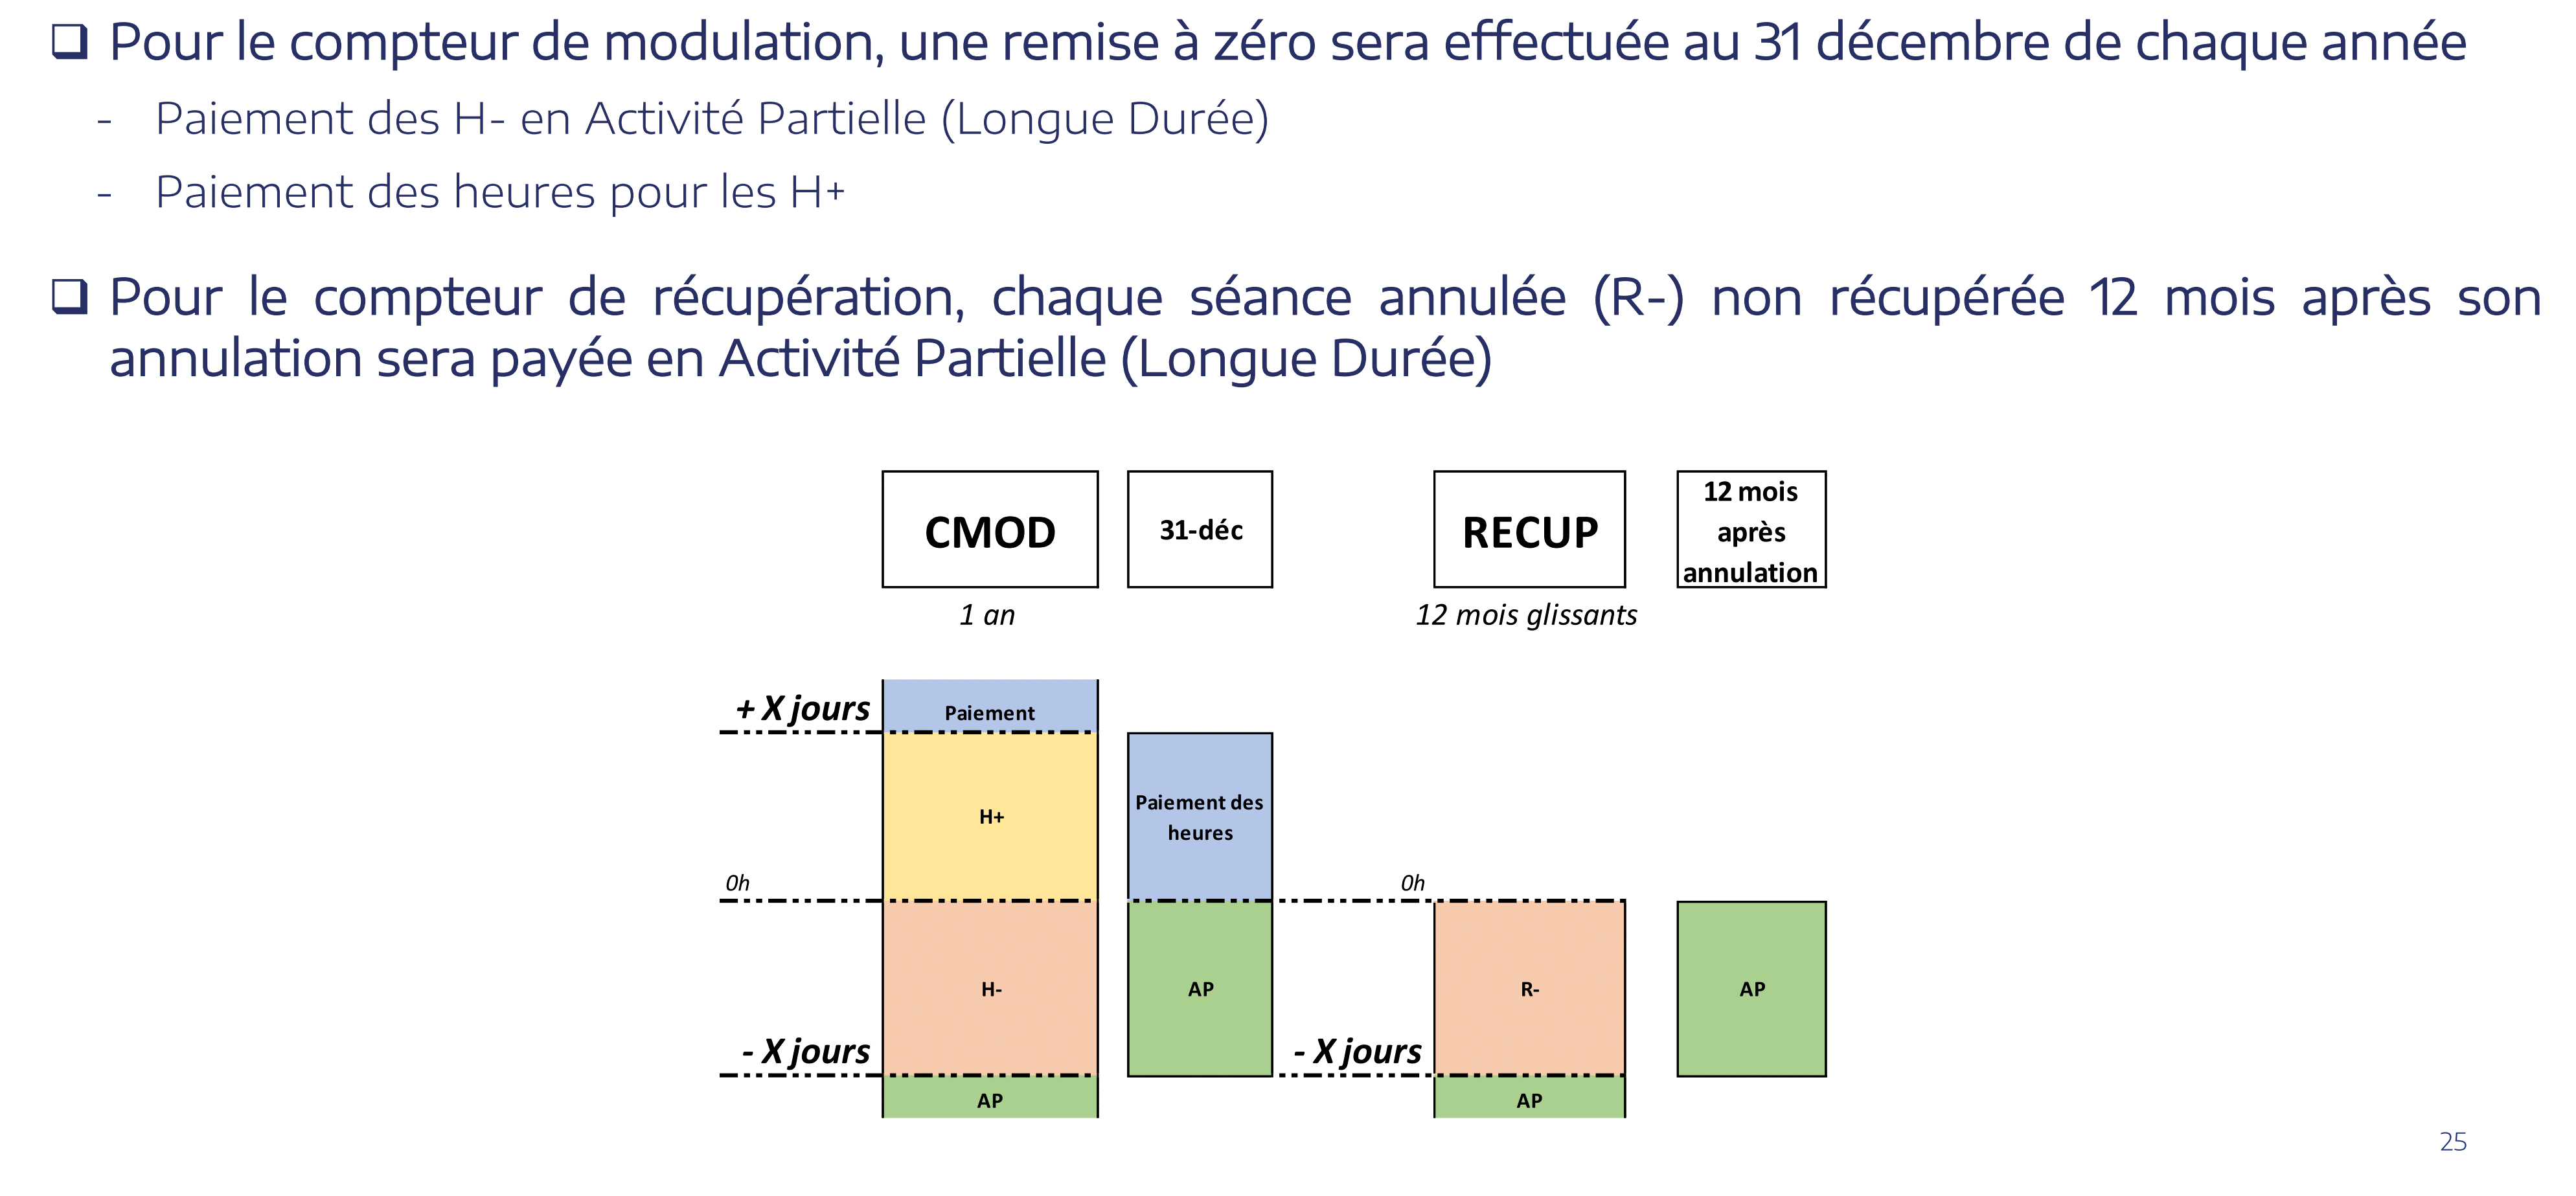 Pour le compteur de modulation, une remise à zéro sera effectuée au 31 décembre de chaque année
- Paiement des H- en Activité Partielle (Longue Durée)
- Paiement des heures pour les H+
Pour le compteur de récupération, chaque séance annulée (R-) non récupérée 12 mois après son
annulation sera payée en Activité Partielle (Longue Durée)
CMOD
31-déc
RECUP
12 mois
après
annulation
1 an
12 mois glissants
+ X jours
Paiement
H+
Paiement des
heures
0h
0h
H-
AP
R-
AP
- X jours
- X jours
AP
AP
25